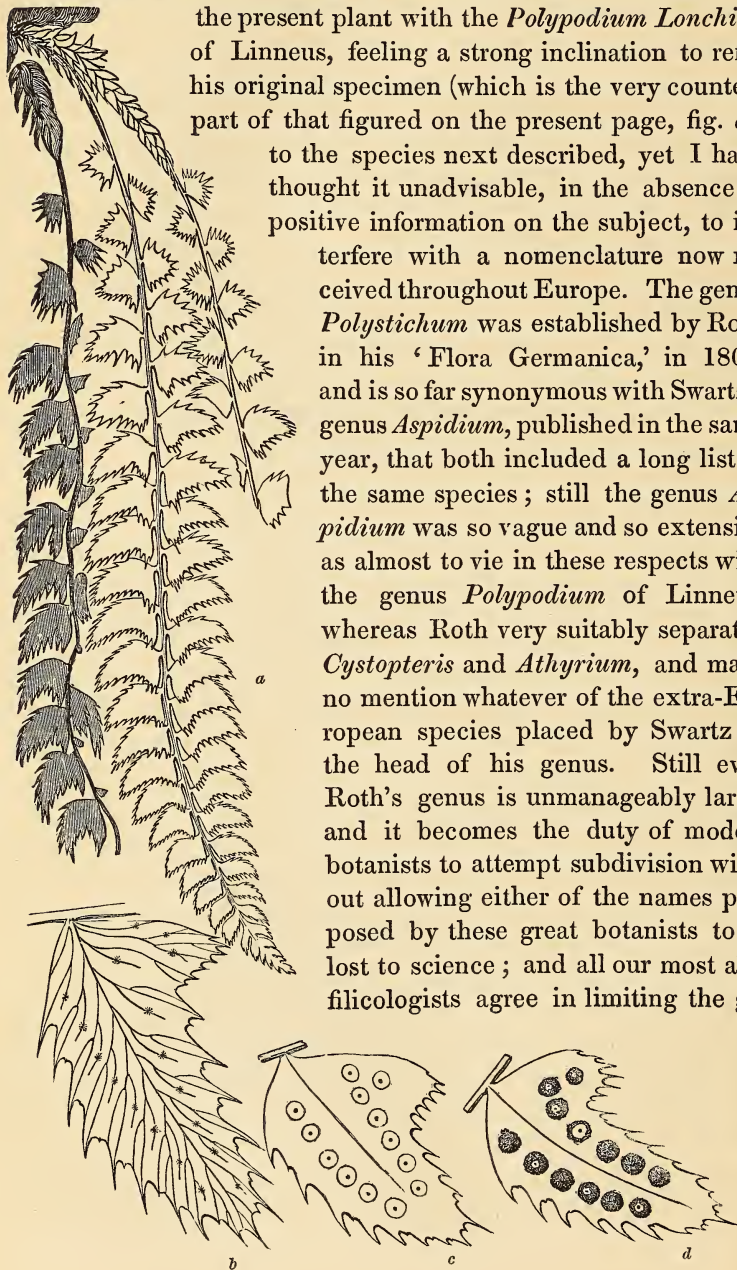 the present plant with the Polypodium Lonchi
of Linneus, feeling a strong inclination to re
his original specimen (which is the very counte
part of that figured on the present page, fig.
to the species next described, yet I ha
thought it unadvisable, in the absence
positive information on the subject, to i
terfere with a nomenclature now r
ceived throughout Europe. The gen
Polystichum was established by Ro
in his ‘Flora Germanica,’ in 180
and is so far synonymous with Swart
genus Aspidium, published in the sa
year, that both included a long list
the same species; still the genus A
pidium was so vague and so extensi
as almost to vie in these respects wi
the genus Polypodium of Linne
whereas Roth very suitably separat
Cystopteris and Athyrium, and ma
no mention whatever of the extra-E
ropean species placed by Swartz
the head of his genus. Still ev
Roth's genus is unmanageably lar
and it becomes the duty of mode
botanists to attempt subdivision wi
out allowing either of the names p
posed by these great botanists to
lost to science; and all our most a
filicologists agree in limiting the g
a
b
c
d